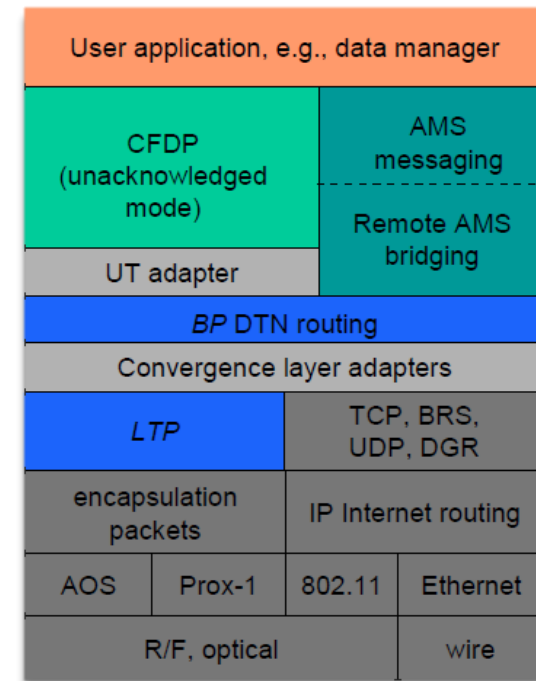 User application, e.g., data manager
CFDP
(unacknowledged
mode)
AMS
messaging
Remote AMS
bridging
UT adapter
BP DTN routing
Convergence layer adapters
LTP
TCP, BRS,
UDP, DGR
encapsulation
packets
IP Internet routing
AOS
Prox-1
802.11
Ethernet
R/F, optical
wire